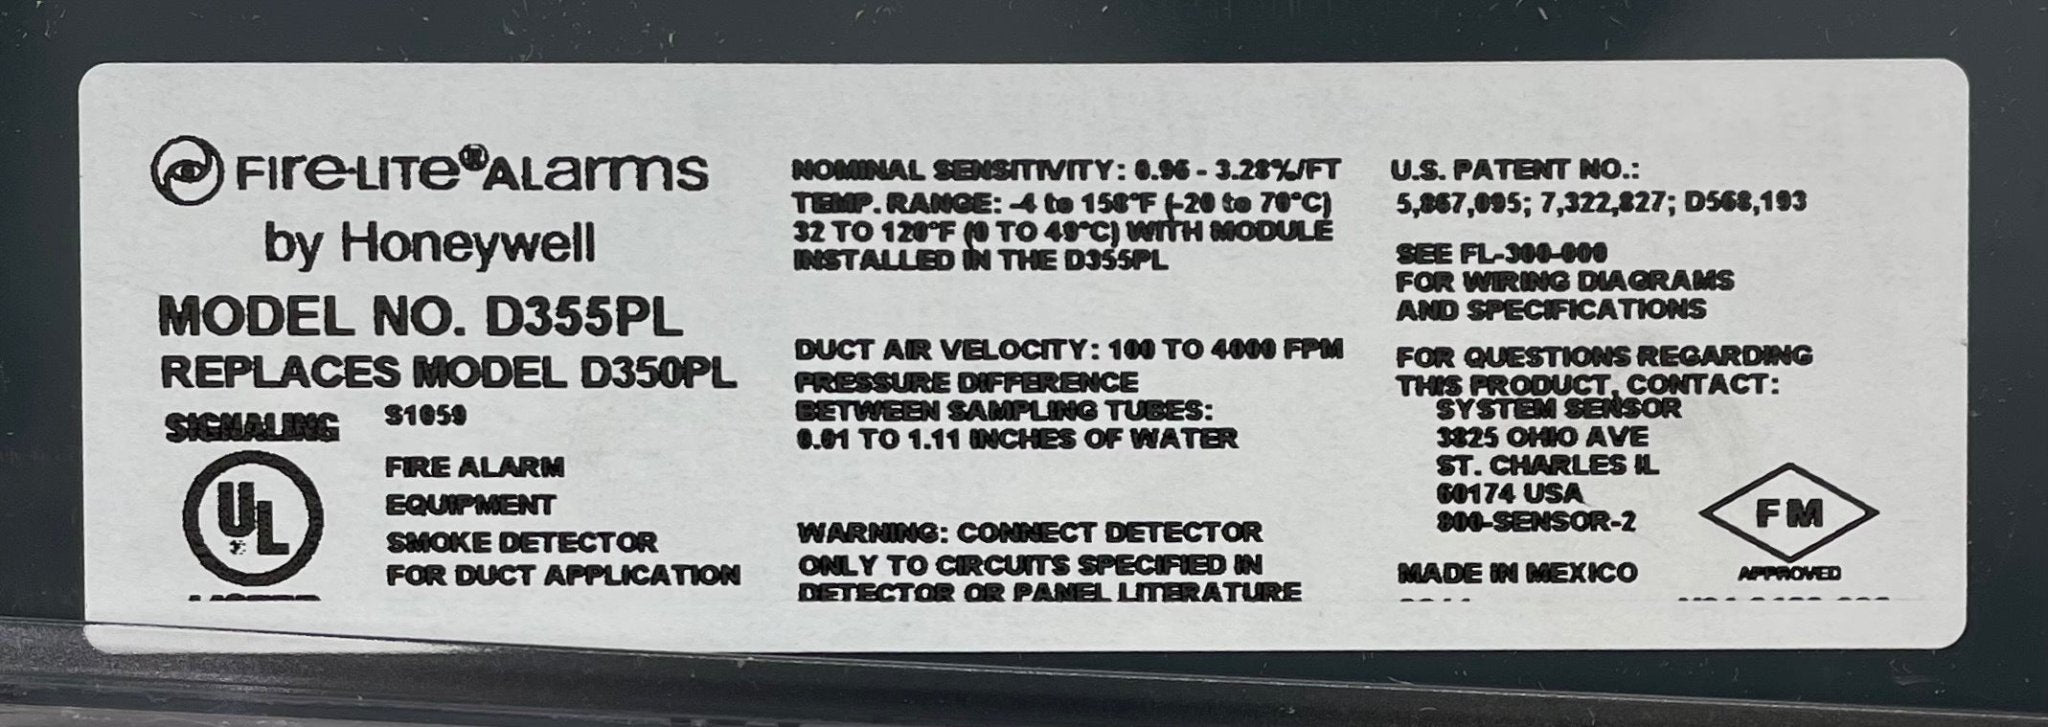 FIRE-LITE® ALARMS
by Honeywell
MODEL NO. D355PL
REPLACES MODEL D350PL
SIGNALING
S1059
UL
FIRE ALARM
EQUIPMENT
SMOKE DETECTOR
FOR DUCT APPLICATION
NOMINAL SENSITIVITY: 0.96 - 3.28%/FT
TEMP. RANGE: -4 to 158°F (-20 to 70°C)
32 TO 120°F (0 TO 49°C) WITH MODULE
INSTALLED IN THE D355PL
DUCT AIR VELOCITY: 100 TO 4000 FPM
PRESSURE DIFFERENCE
BETWEEN SAMPLING TUBES:
0.01 TO 1.11 INCHES OF WATER
WARNING: CONNECT DETECTOR
ONLY TO CIRCUITS SPECIFIED IN
DETECTOR OR PANEL LITERATURE
U.S. PATENT NO.:
5,867,095; 7,322,827; D568,193
SEE FL-300-000
FOR WIRING DIAGRAMS
AND SPECIFICATIONS
FOR QUESTIONS REGARDING
THIS PRODUCT, CONTACT:
SYSTEM SENSOR
3825 OHIO AVE
ST. CHARLES IL
60174 USA
800-SENSOR-2
MADE IN MEXICO
FM
APPROVED